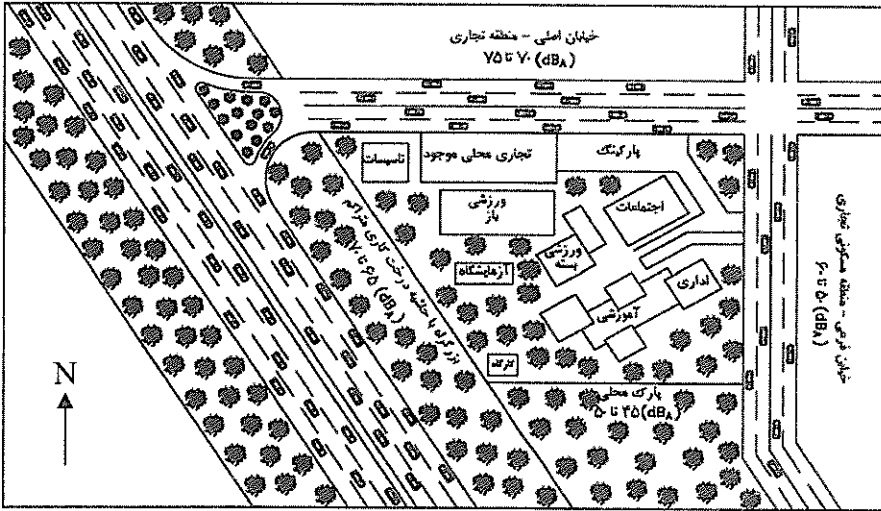 خیابان اصلی - منطقه تجاری
۷۰ تا ۷۵ (dBA)
تاسیسات
تجاری محلی موجود
پارکینگ
ورزشی
باز
اجتماعات
ورزشی
بسته
آزمایشگاه
اداری
آموزشی
کارگاه
پارک محلی
۴۵ تا ۵۰ (dBA)
بزرگراه با حاشیه درخت کاری متراکم
۶۵ تا ۷۰ (dBA)
خیابان فرعی - منطقه مسکونی تجاری
۵۰ تا ۶۰ (dBA)
N